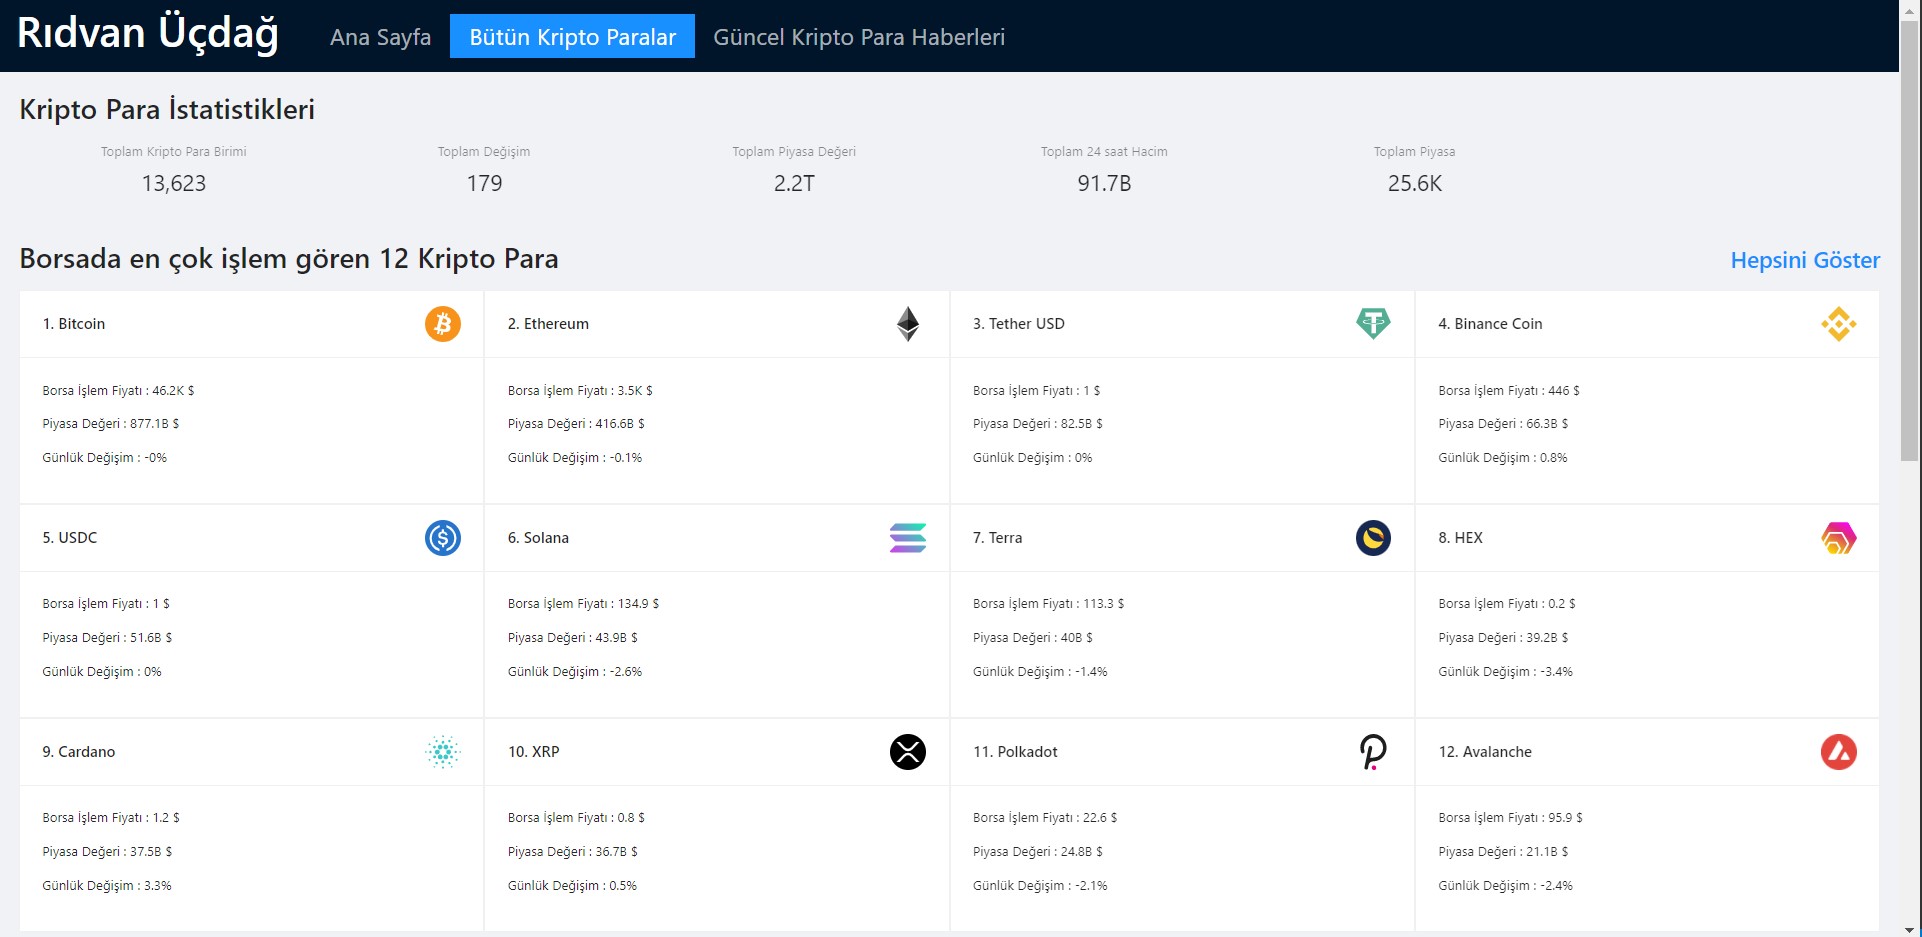 Rıdvan Üçdağ
Ana Sayfa
Bütün Kripto Paralar
Güncel Kripto Para Haberleri
Kripto Para İstatistikleri
Toplam Kripto Para Birimi
13,623
Toplam Değişim
179
Toplam Piyasa Değeri
2.2T
Toplam 24 saat Hacim
91.7B
Toplam Piyasa
25.6K
Borsada en çok işlem gören 12 Kripto Para
Hepsini Göster
1. Bitcoin
Borsa İşlem Fiyatı : 46.2K $
Piyasa Değeri : 877.1B $
Günlük Değişim : -0%
2. Ethereum
Borsa İşlem Fiyatı : 3.5K $
Piyasa Değeri : 416.6B $
Günlük Değişim : -0.1%
3. Tether USD
Borsa İşlem Fiyatı : 1 $
Piyasa Değeri : 82.5B $
Günlük Değişim : 0%
4. Binance Coin
Borsa İşlem Fiyatı : 446 $
Piyasa Değeri : 66.3B $
Günlük Değişim : 0.8%
5. USDC
Borsa İşlem Fiyatı : 1 $
Piyasa Değeri : 51.6B $
Günlük Değişim : 0%
6. Solana
Borsa İşlem Fiyatı : 134.9 $
Piyasa Değeri : 43.9B $
Günlük Değişim : -2.6%
7. Terra
Borsa İşlem Fiyatı : 113.3 $
Piyasa Değeri : 40B $
Günlük Değişim : -1.4%
8. HEX
Borsa İşlem Fiyatı : 0.2 $
Piyasa Değeri : 39.2B $
Günlük Değişim : -3.4%
9. Cardano
Borsa İşlem Fiyatı : 1.2 $
Piyasa Değeri : 37.5B $
Günlük Değişim : 3.3%
10. XRP
Borsa İşlem Fiyatı : 0.8 $
Piyasa Değeri : 36.7B $
Günlük Değişim : 0.5%
11. Polkadot
Borsa İşlem Fiyatı : 22.6 $
Piyasa Değeri : 24.8B $
Günlük Değişim : -2.1%
12. Avalanche
Borsa İşlem Fiyatı : 95.9 $
Piyasa Değeri : 21.1B $
Günlük Değişim : -2.4%